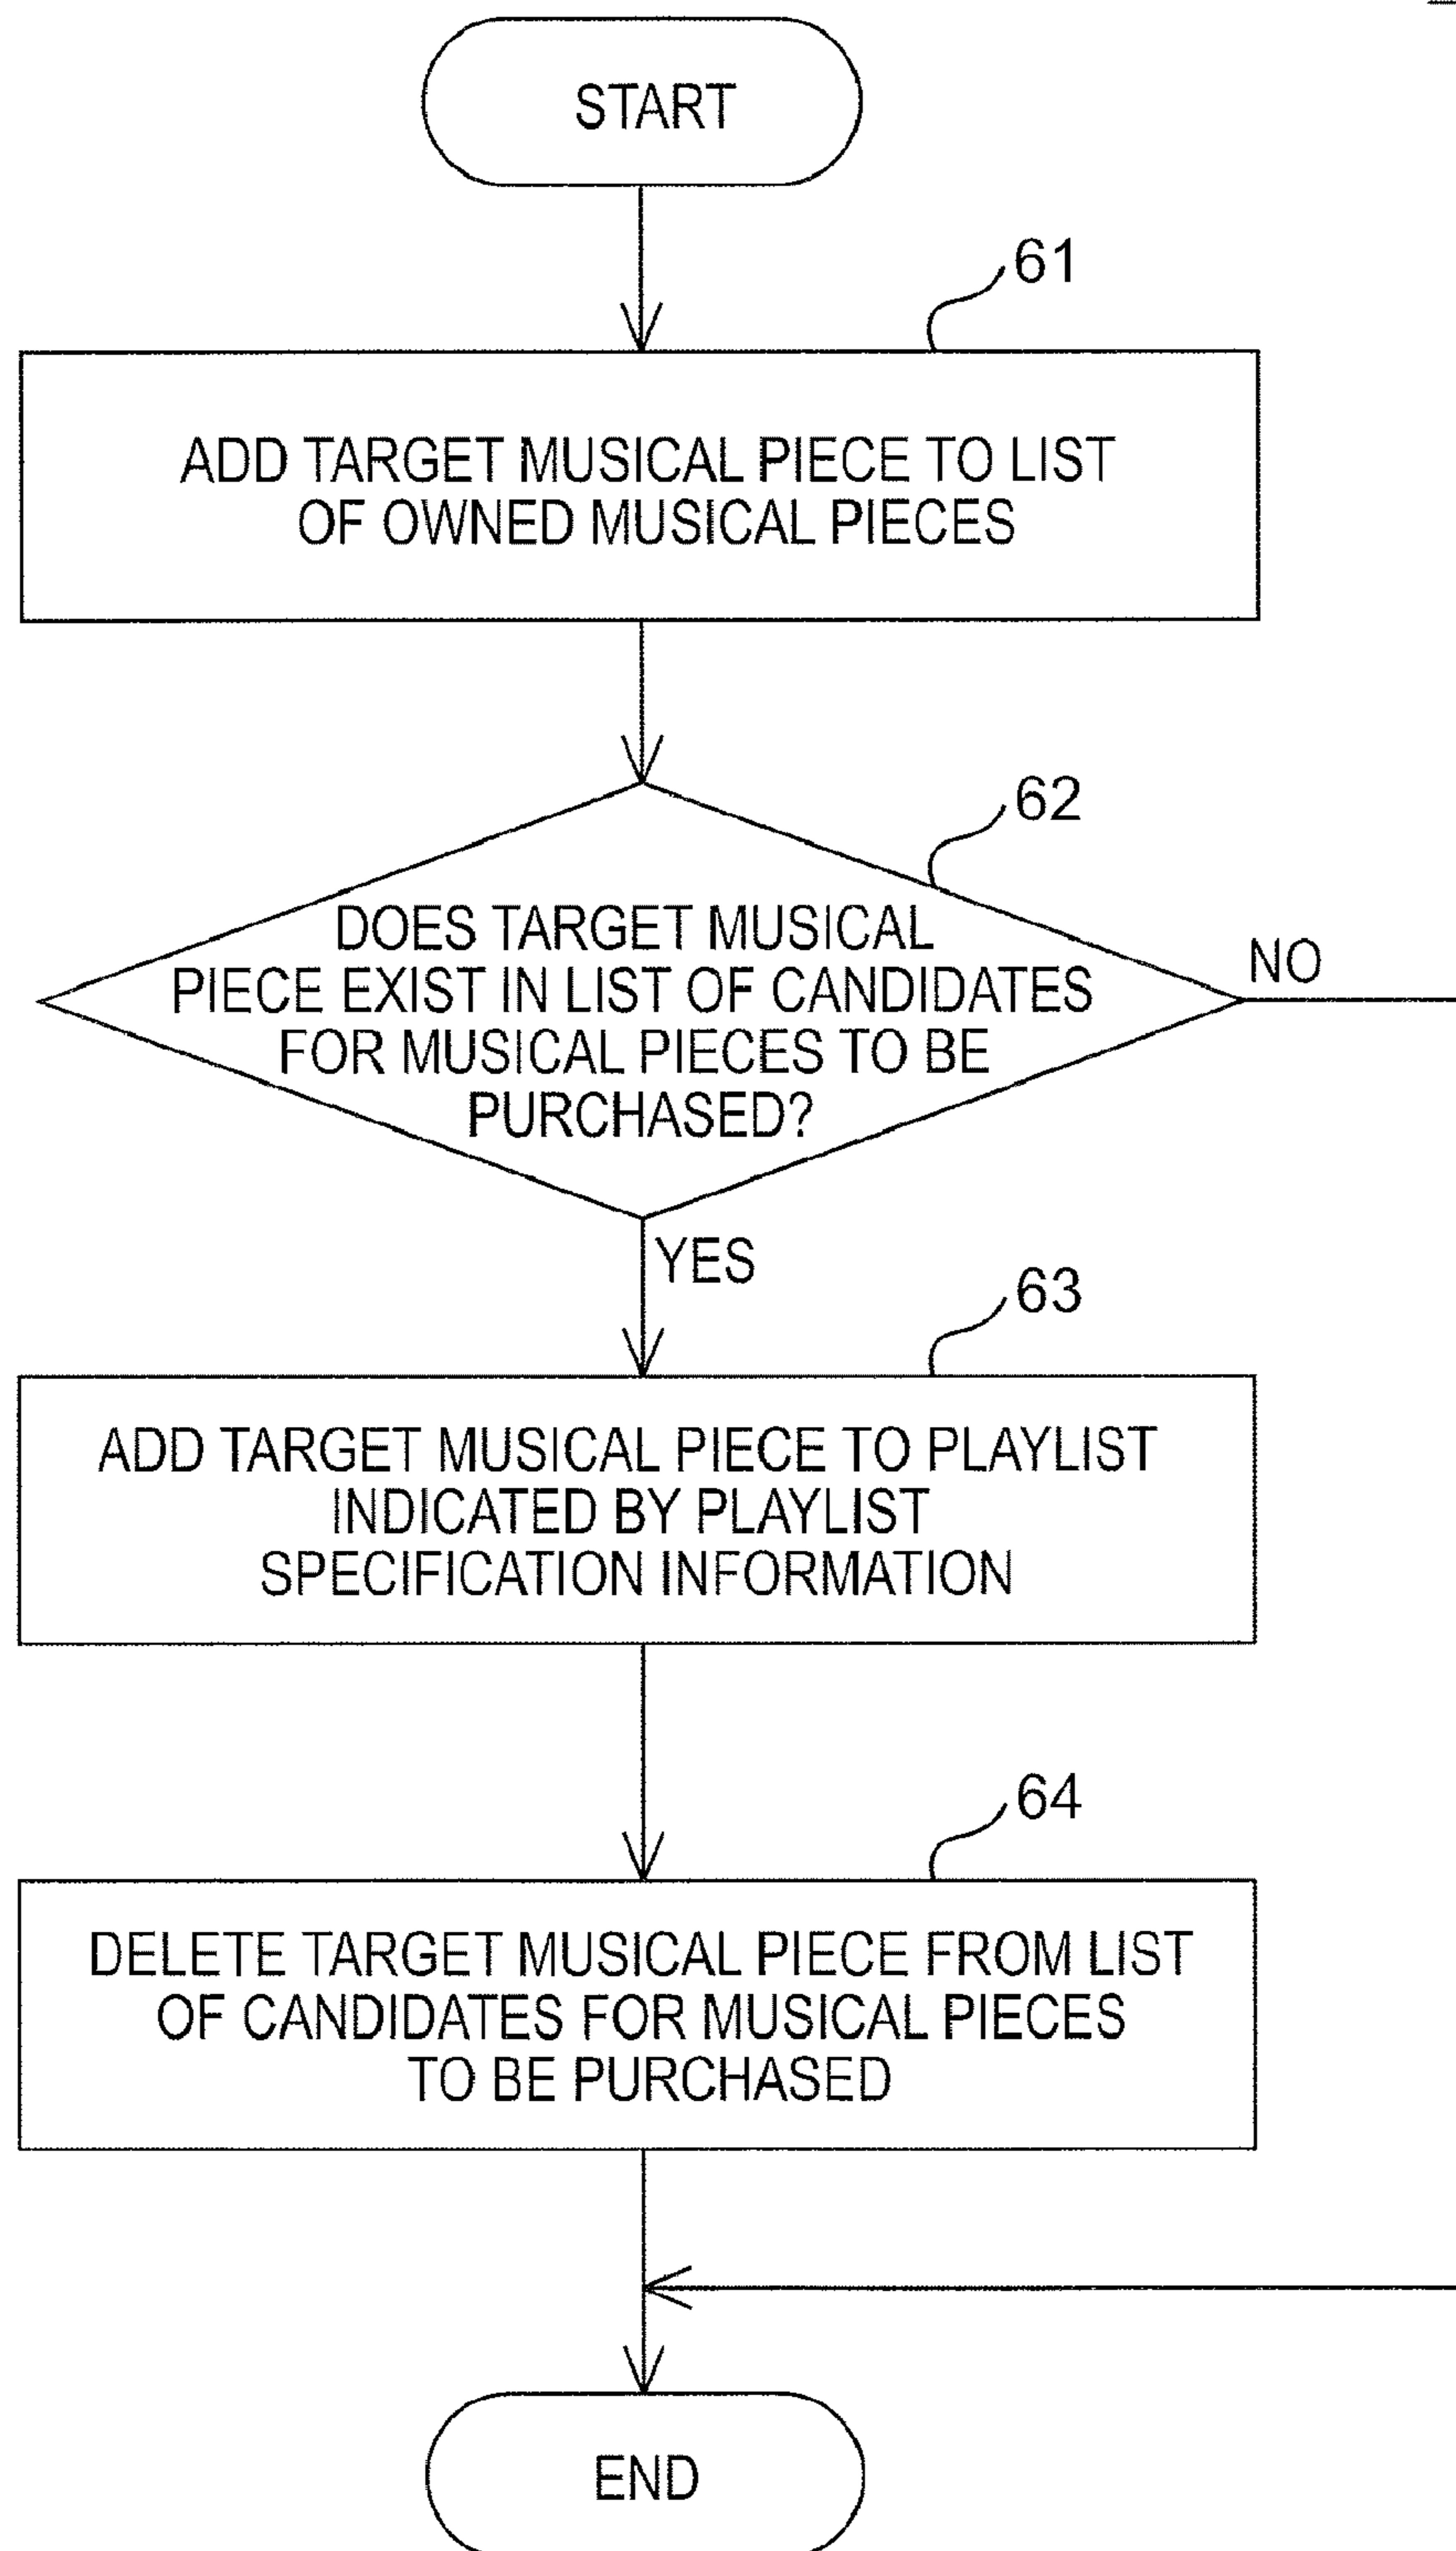 START
61
ADD TARGET MUSICAL PIECE TO LIST
OF OWNED MUSICAL PIECES
62
DOES TARGET MUSICAL
PIECE EXIST IN LIST OF CANDIDATES
FOR MUSICAL PIECES TO BE
PURCHASED?
NO
YES
63
ADD TARGET MUSICAL PIECE TO PLAYLIST
INDICATED BY PLAYLIST
SPECIFICATION INFORMATION
64
DELETE TARGET MUSICAL PIECE FROM LIST
OF CANDIDATES FOR MUSICAL PIECES
TO BE PURCHASED
END